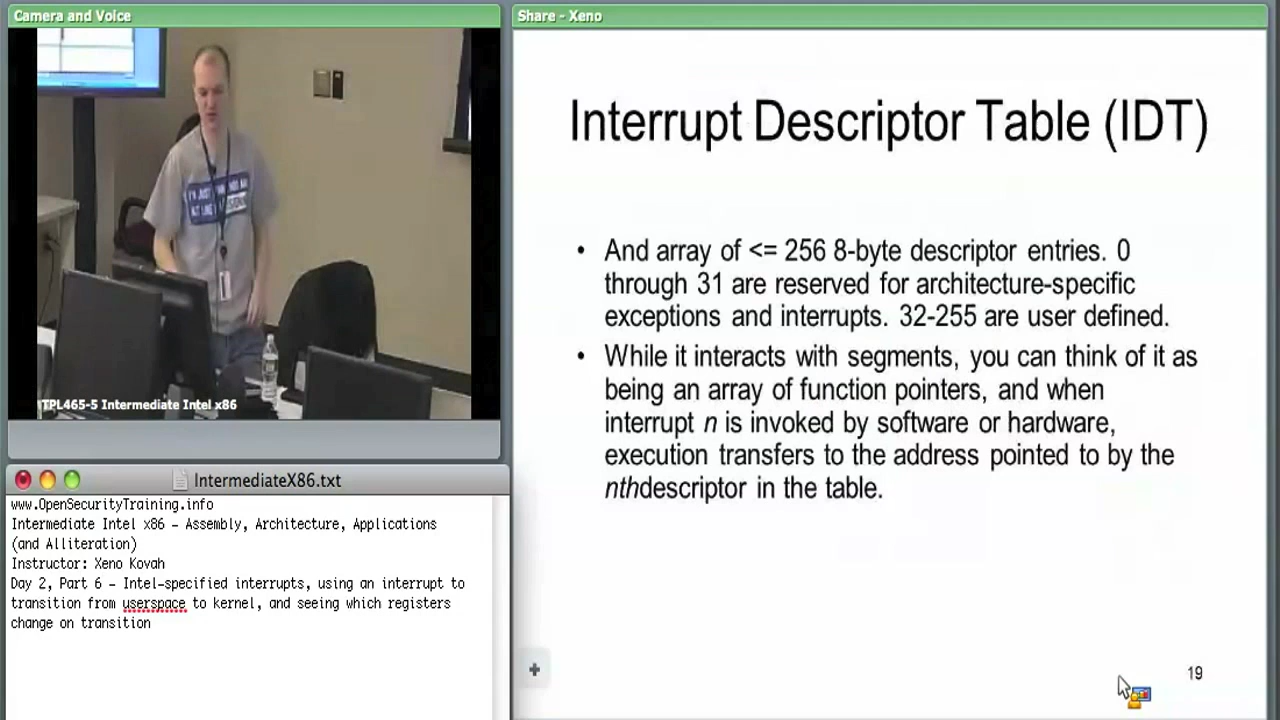 Camera and Voice
TPL465-5 Intermediate Intel x86
IntermediateX86.txt
www.OpenSecurityTraining.info
Intermediate Intel x86 – Assembly, Architecture, Applications
(and Alliteration)
Instructor: Xeno Kovah
Day 2, Part 6 – Intel-specified interrupts, using an interrupt to
transition from userspace to kernel, and seeing which registers
change on transition
Share - Xeno
Interrupt Descriptor Table (IDT)
• And array of <= 256 8-byte descriptor entries. 0
through 31 are reserved for architecture-specific
exceptions and interrupts. 32-255 are user defined.
• While it interacts with segments, you can think of it as
being an array of function pointers, and when
interrupt n is invoked by software or hardware,
execution transfers to the address pointed to by the
nthdescriptor in the table.
19